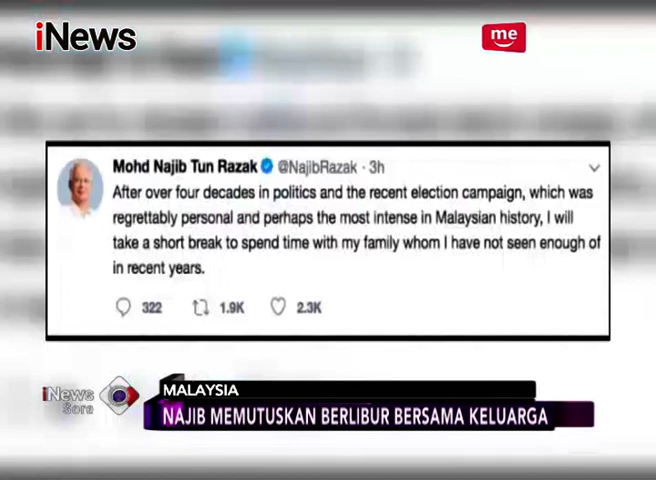 iNews
me
Mohd Najib Tun Razak @NajibRazak · 3h
After over four decades in politics and the recent election campaign, which was
regrettably personal and perhaps the most intense in Malaysian history, I will
take a short break to spend time with my family whom I have not seen enough of
in recent years.
322 1.9K 2.3K
iNews
Sore
MALAYSIA
NAJIB MEMUTUSKAN BERLIBUR BERSAMA KELUARGA